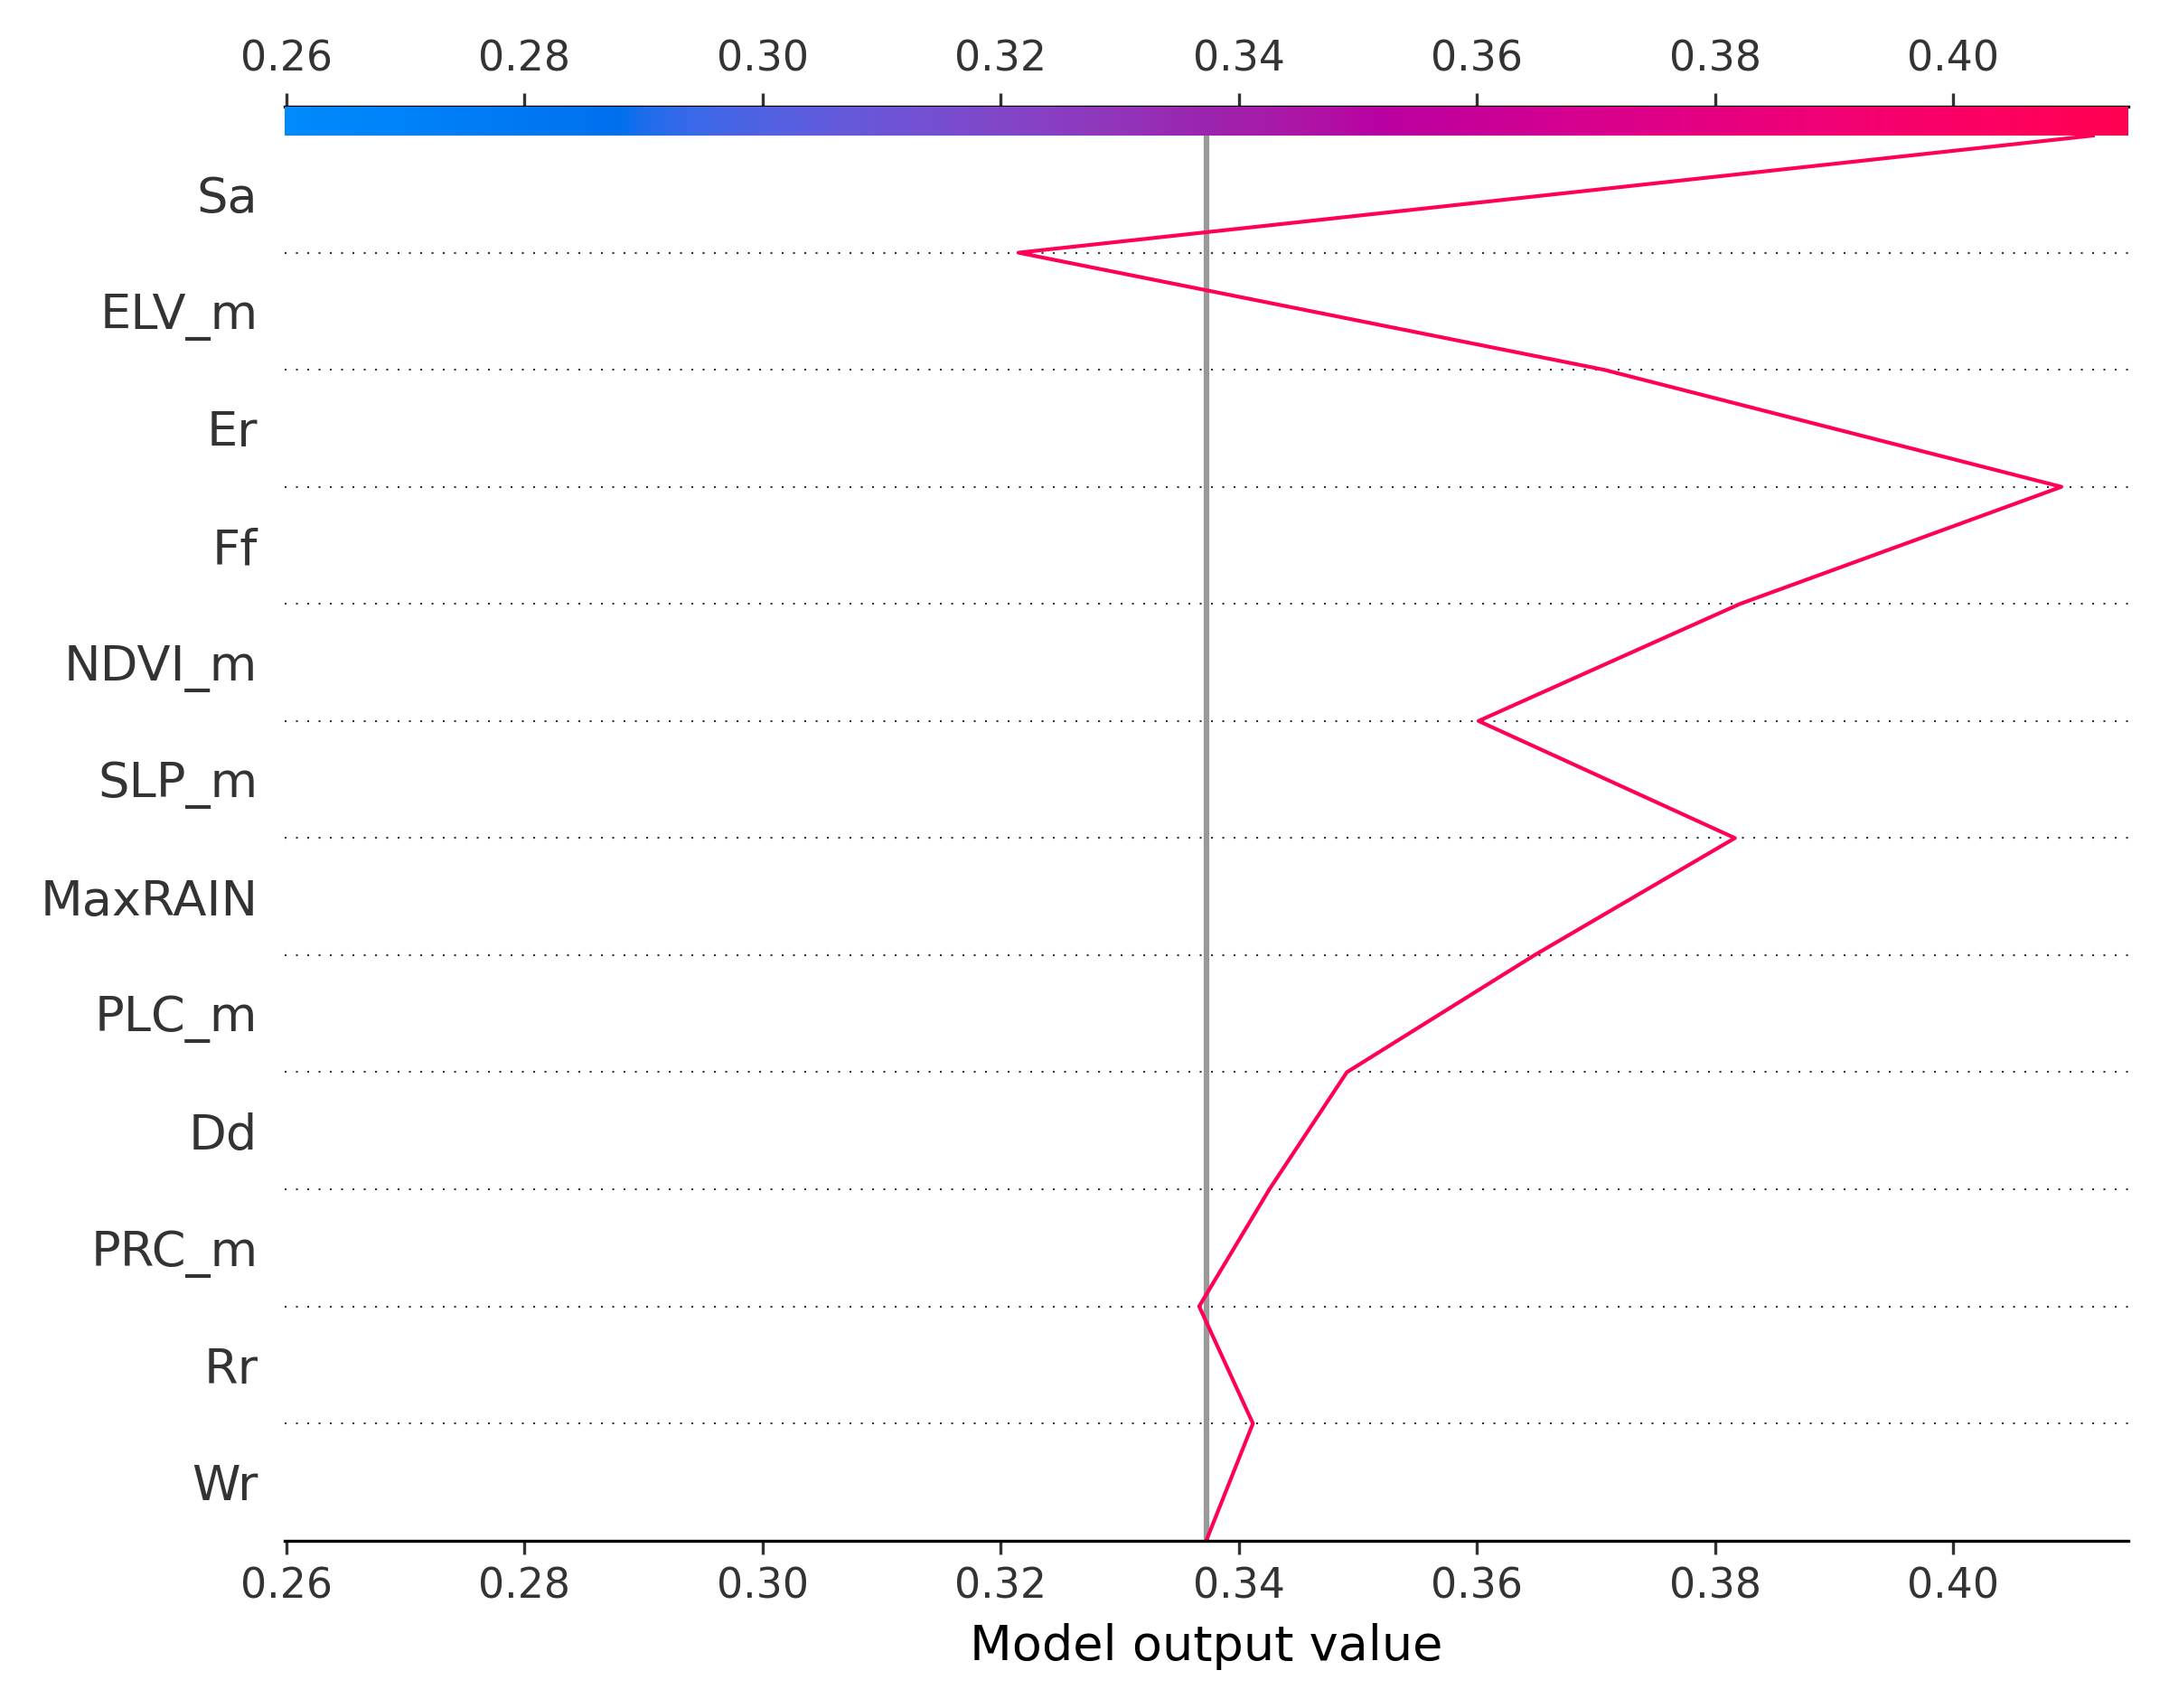 0.26 0.28 0.30 0.32 0.34 0.36 0.38 0.40
Sa
ELV_m
Er
Ff
NDVI_m
SLP_m
MaxRAIN
PLC_m
Dd
PRC_m
Rr
Wr
0.26 0.28 0.30 0.32 0.34 0.36 0.38 0.40
Model output value